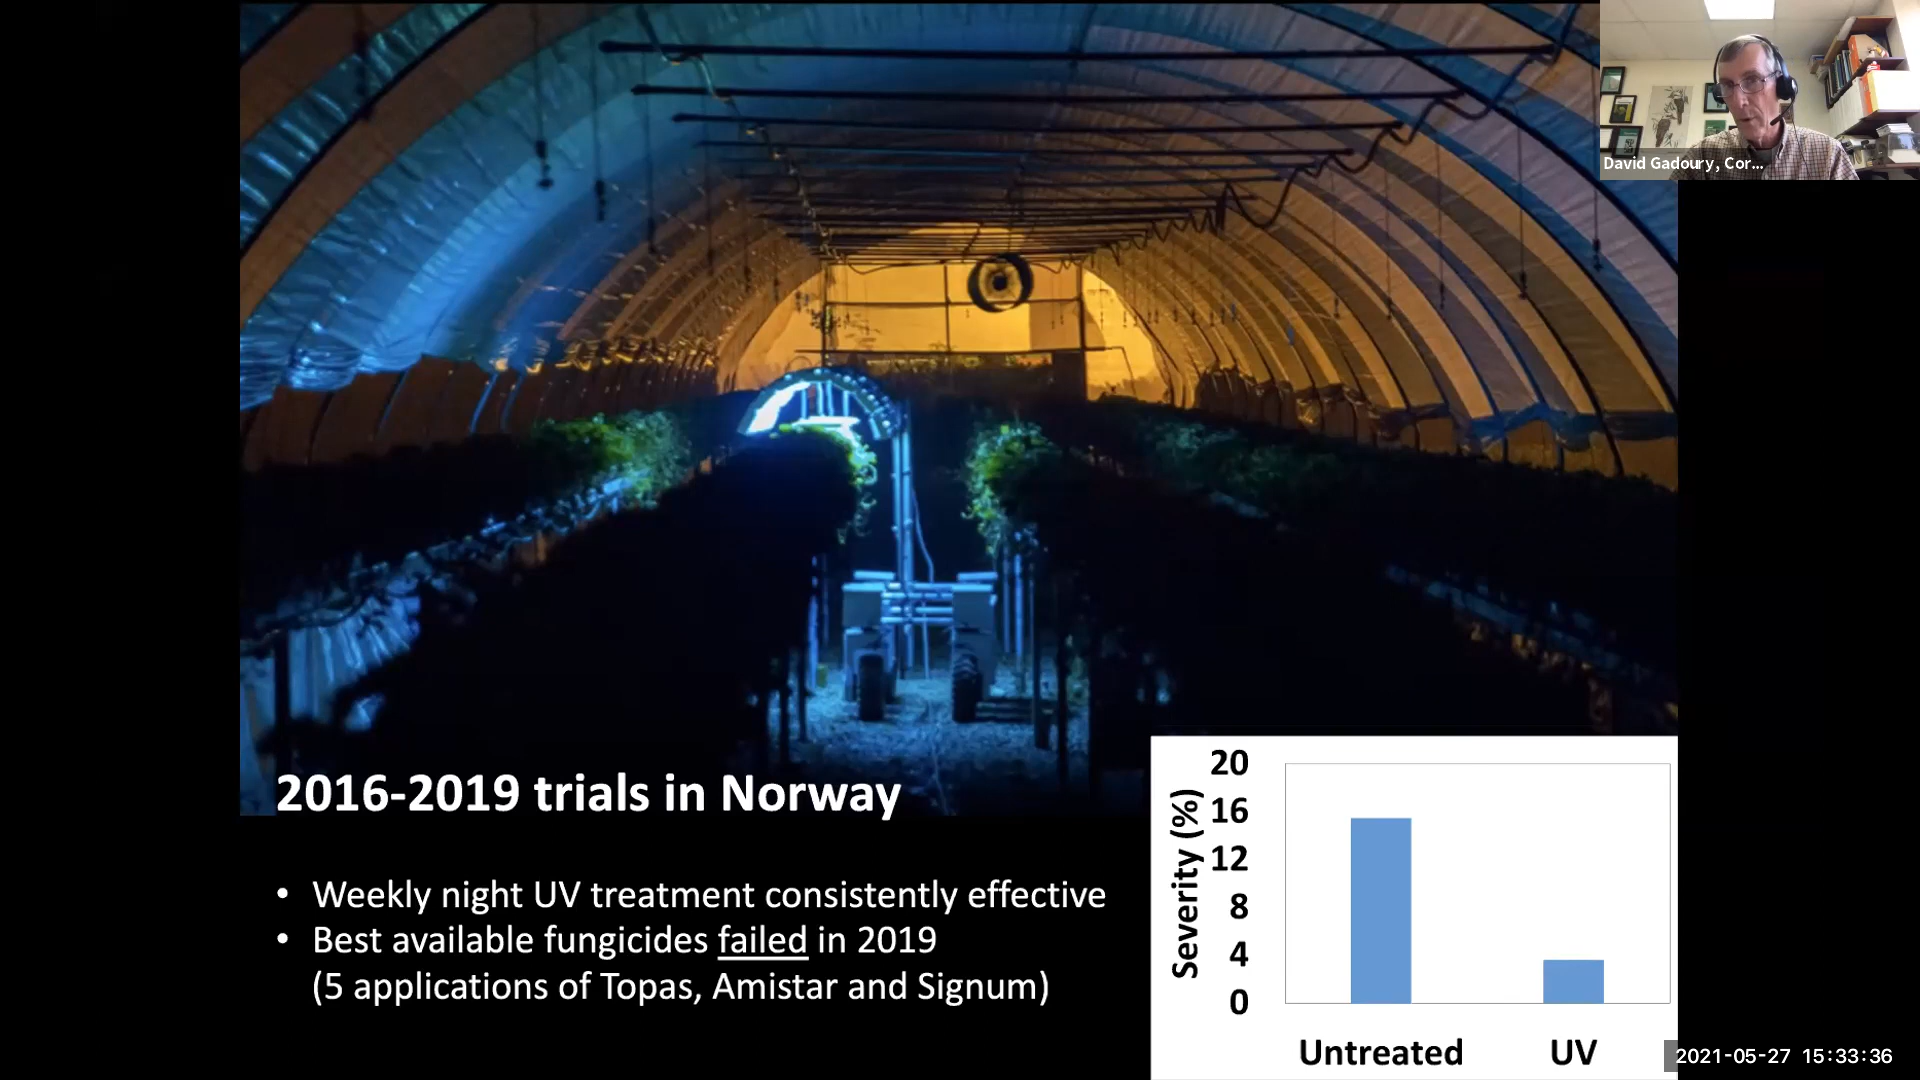 David Gadoury, Cor...
2016-2019 trials in Norway
• Weekly night UV treatment consistently effective
• Best available fungicides failed in 2019
(5 applications of Topas, Amistar and Signum)
Severity (%)
20
16
12
8
4
0
Untreated UV
2021-05-27 15:33:36